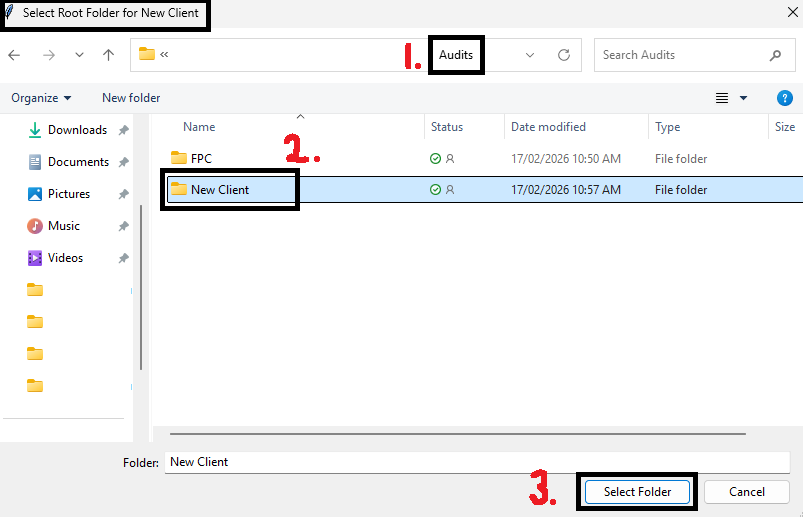 Select Root Folder for New Client
1.
« Audits
Search Audits
Organize
New folder
?
Name Status Date modified Type Size
Downloads
Documents
Pictures
Music
Videos
2.
FPC 17/02/2026 10:50 AM File folder
New Client 17/02/2026 10:57 AM File folder
Folder: New Client
3.
Select Folder Cancel